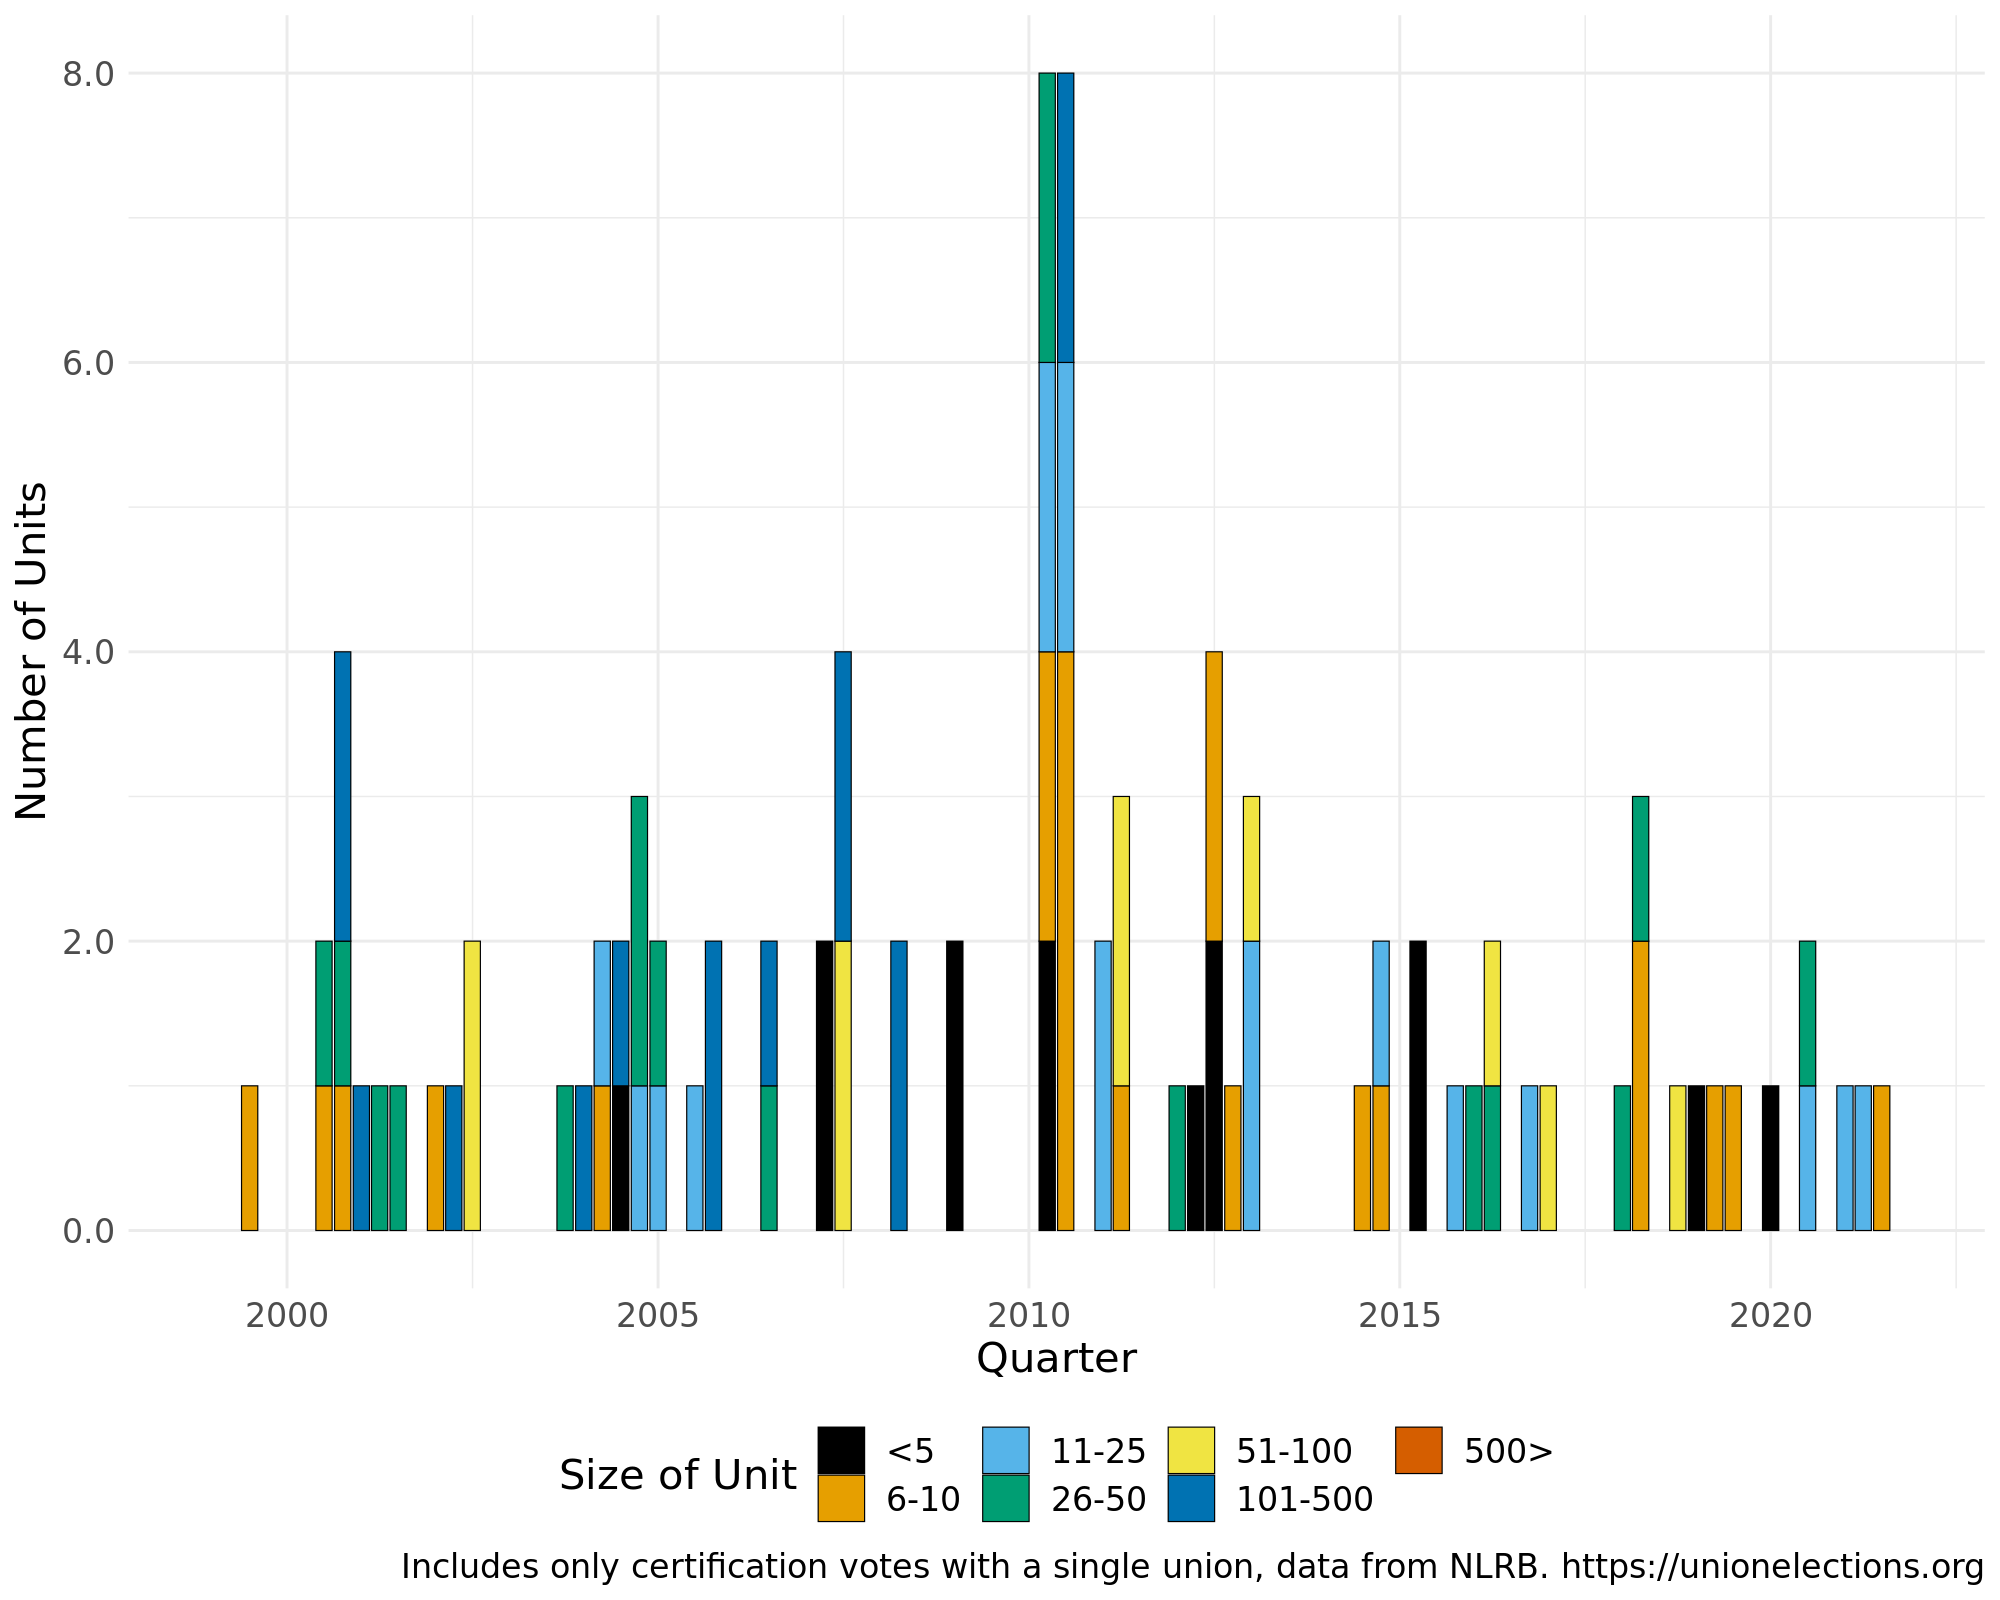 8.0
6.0
4.0
2.0
0.0
Number of Units
2000 2005 2010 2015 2020
Quarter
Size of Unit
<5 11-25 51-100 500>
6-10 26-50 101-500
Includes only certification votes with a single union, data from NLRB. https://unionelections.org